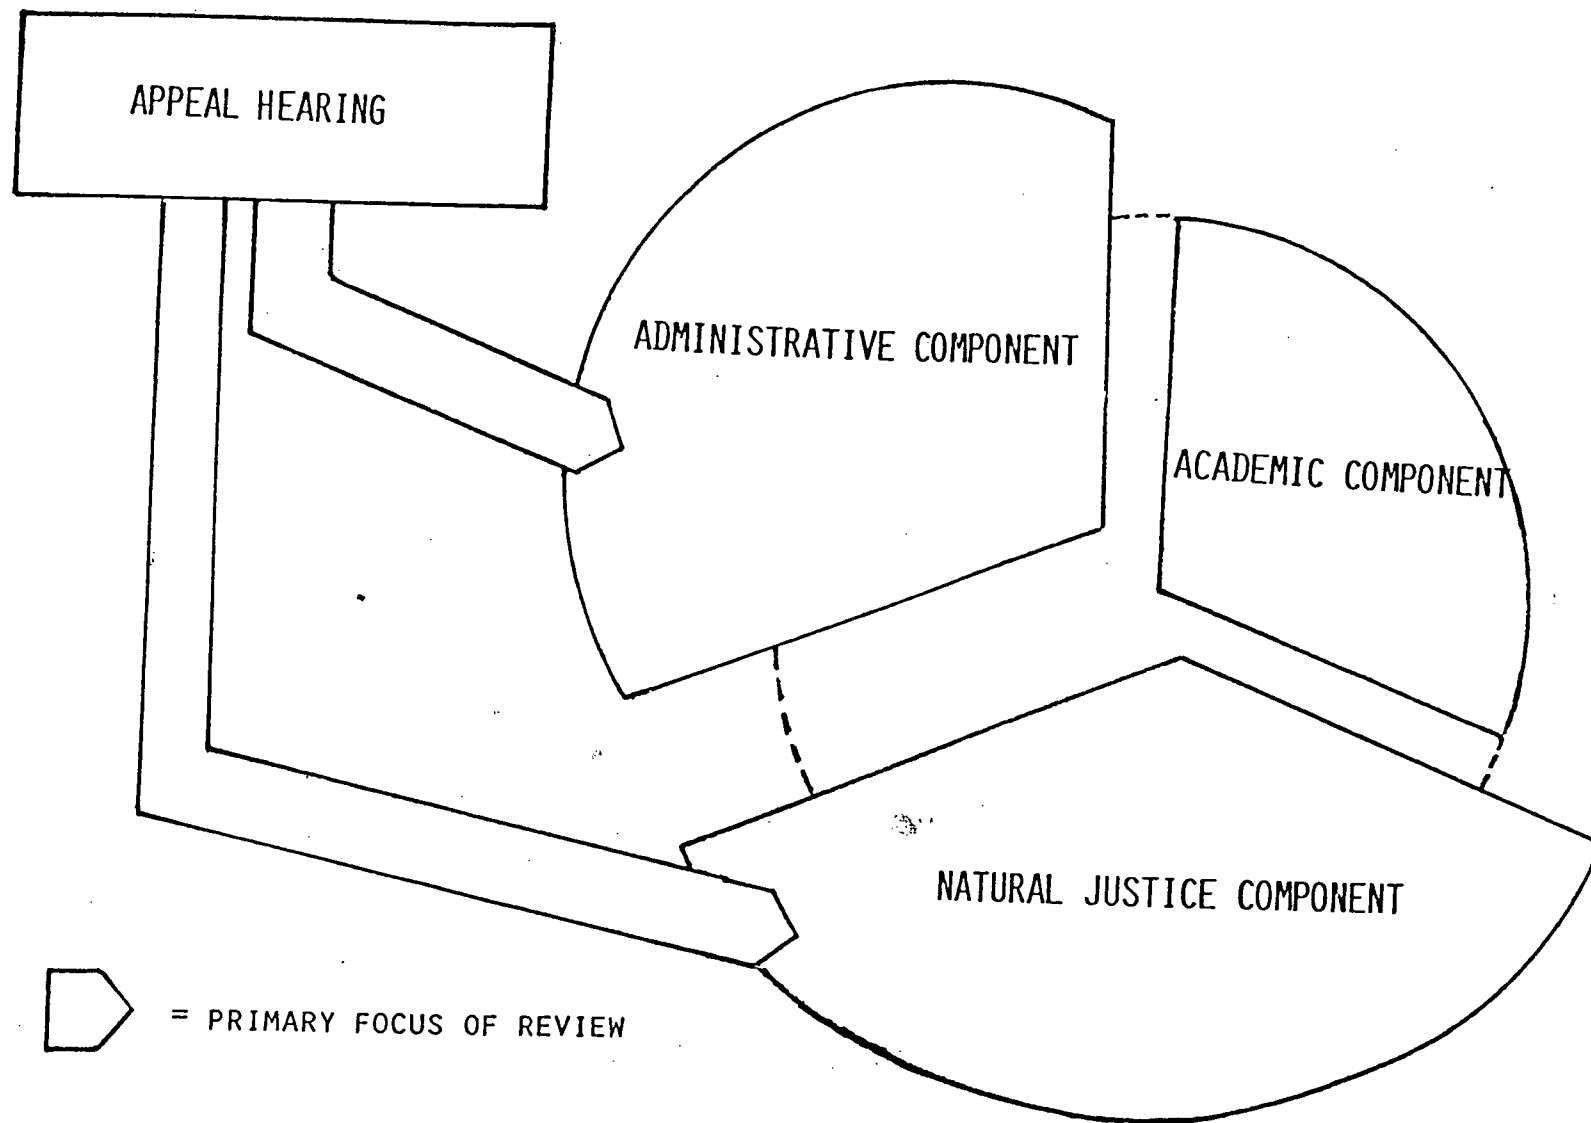 APPEAL HEARING
ADMINISTRATIVE COMPONENT
ACADEMIC COMPONENT
NATURAL JUSTICE COMPONENT
= PRIMARY FOCUS OF REVIEW